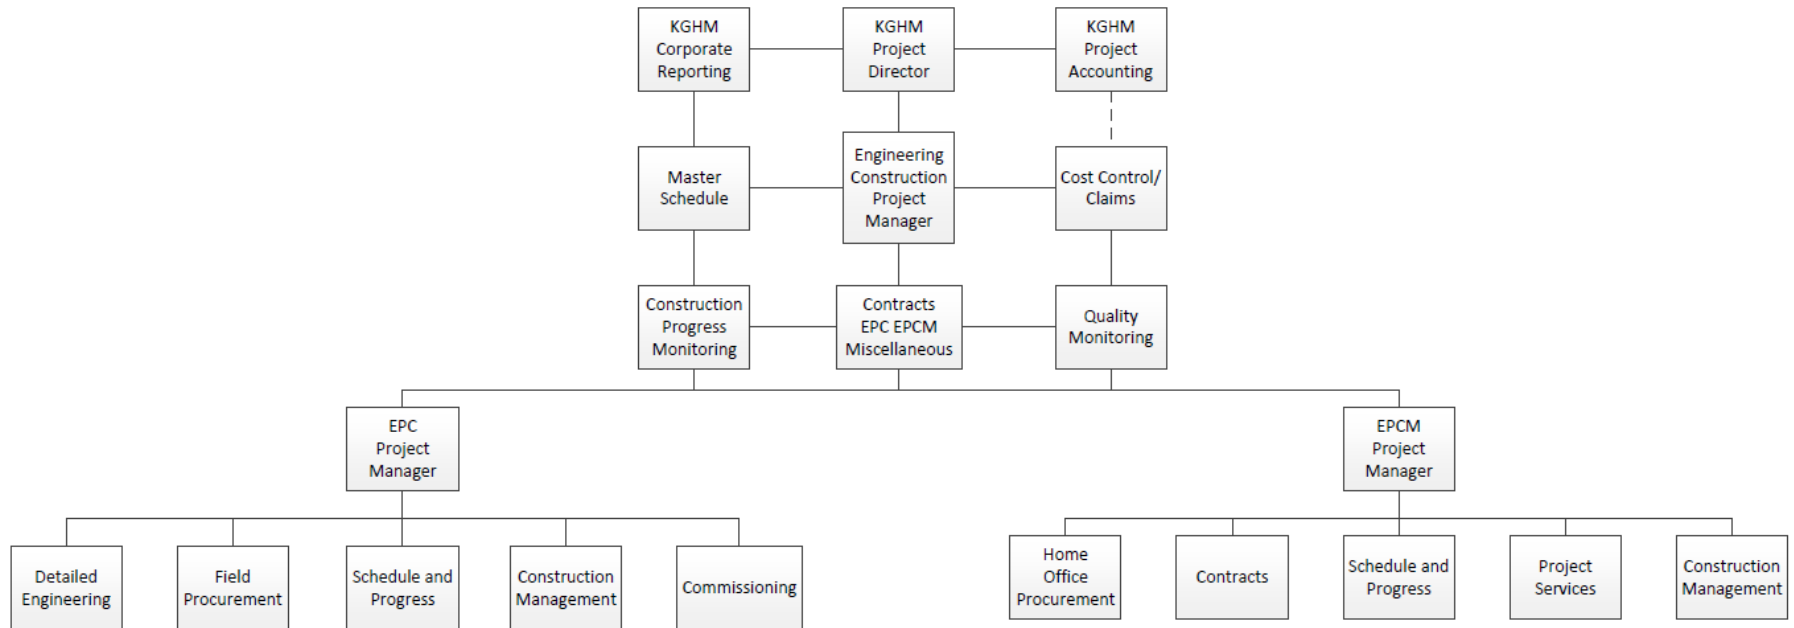 KGHM
Corporate
Reporting
KGHM
Project
Director
KGHM
Project
Accounting
Master
Schedule
Engineering
Construction
Project
Manager
Cost Control/
Claims
Construction
Progress
Monitoring
Contracts
EPC EPCM
Miscellaneous
Quality
Monitoring
EPC
Project
Manager
EPCM
Project
Manager
Detailed
Engineering
Field
Procurement
Schedule and
Progress
Construction
Management
Commissioning
Home
Office
Procurement
Contracts
Schedule and
Progress
Project
Services
Construction
Management